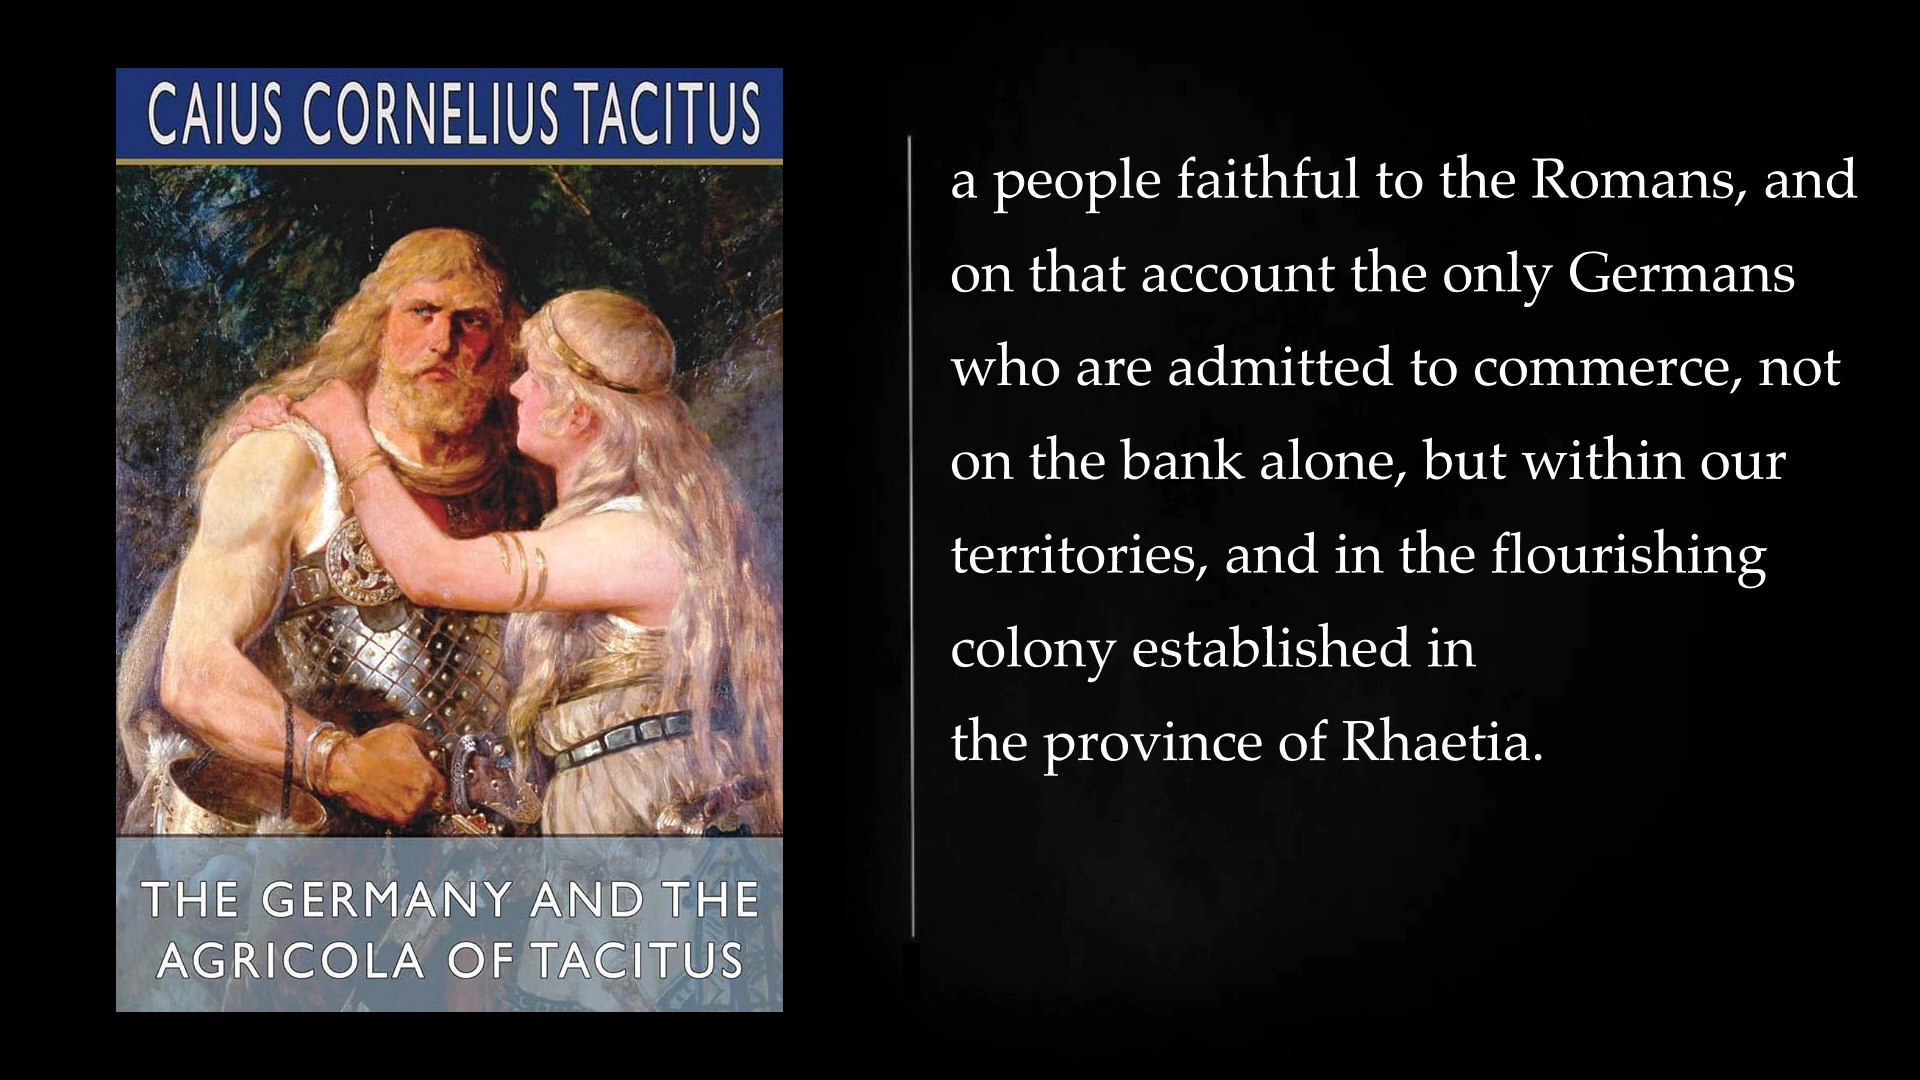 CAIUS CORNELIUS TACITUS
THE GERMANY AND THE
AGRICOLA OF TACITUS
a people faithful to the Romans, and
on that account the only Germans
who are admitted to commerce, not
on the bank alone, but within our
territories, and in the flourishing
colony established in
the province of Rhaetia.